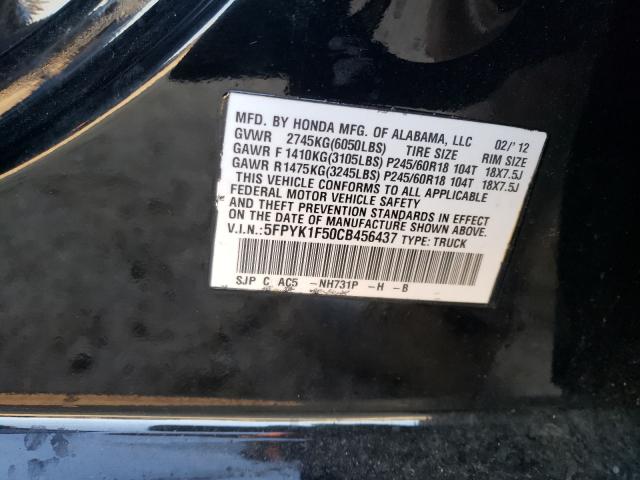 MFD. BY HONDA MFG. OF ALABAMA, LLC 02/'12
GVWR 2745KG(6050LBS) TIRE SIZE RIM SIZE
GAWR F 1410KG(3105LBS) P245/60R18 104T 18X7.5J
GAWR R1475KG(3245LBS) P245/60R18 104T 18X7.5J
THIS VEHICLE CONFORMS TO ALL APPLICABLE
FEDERAL MOTOR VEHICLE SAFETY
AND THEFT PREVENTION STANDARDS IN EFFECT
ON THE DATE OF MANUFACTURE SHOWN ABOVE.
V.I.N.:5FPYK1F50CB456437 TYPE: TRUCK
SJP C AC5 -NH731P -H -B